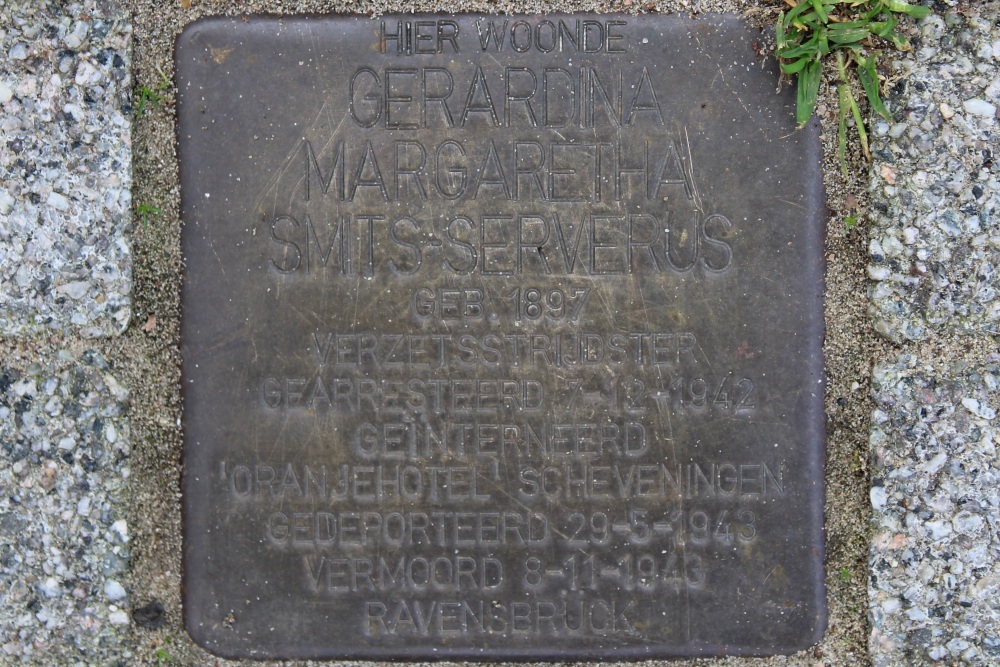 HIER WOONDE
GERARDINA
MARGARETHA
SMITS-SERVERUS
GEB. 1897
VERZETSSTRIJDSTER
GEARRESTEERD 7-12-1942
GEÏNTERNEERD
'ORANJEHOTEL' SCHEVENINGEN
GEDEPORTEERD 29-5-1943
VERMOORD 8-11-1943
RAVENSBRÜCK